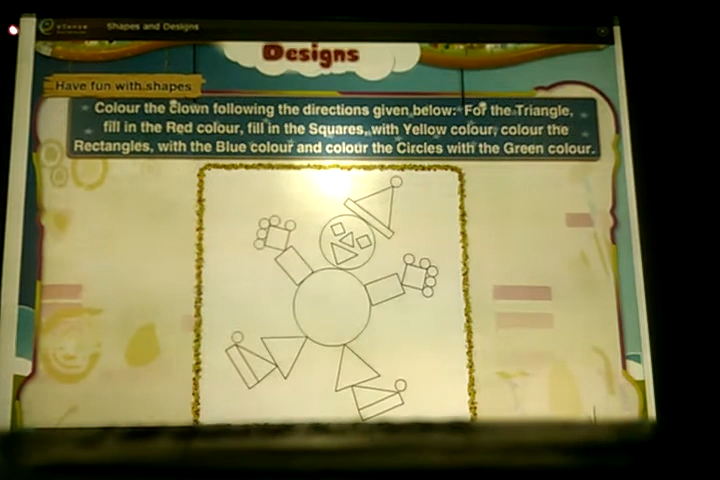 eSense
Shapes and Designs
Designs
Have fun with shapes
Colour the clown following the directions given below: For the Triangle,
fill in the Red colour, fill in the Squares, with Yellow colour, colour the
Rectangles, with the Blue colour and colour the Circles with the Green colour.